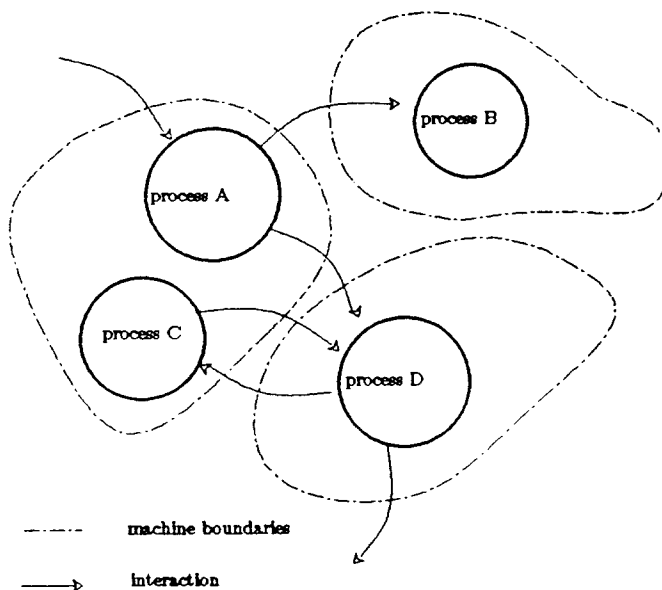 process B
process A
process C
process D
machine boundaries
interaction